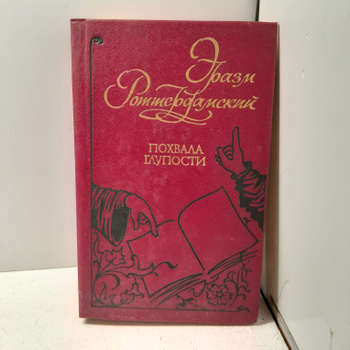 Эразм
Роттердамский
ПОХВАЛА
ГЛУПОСТИ